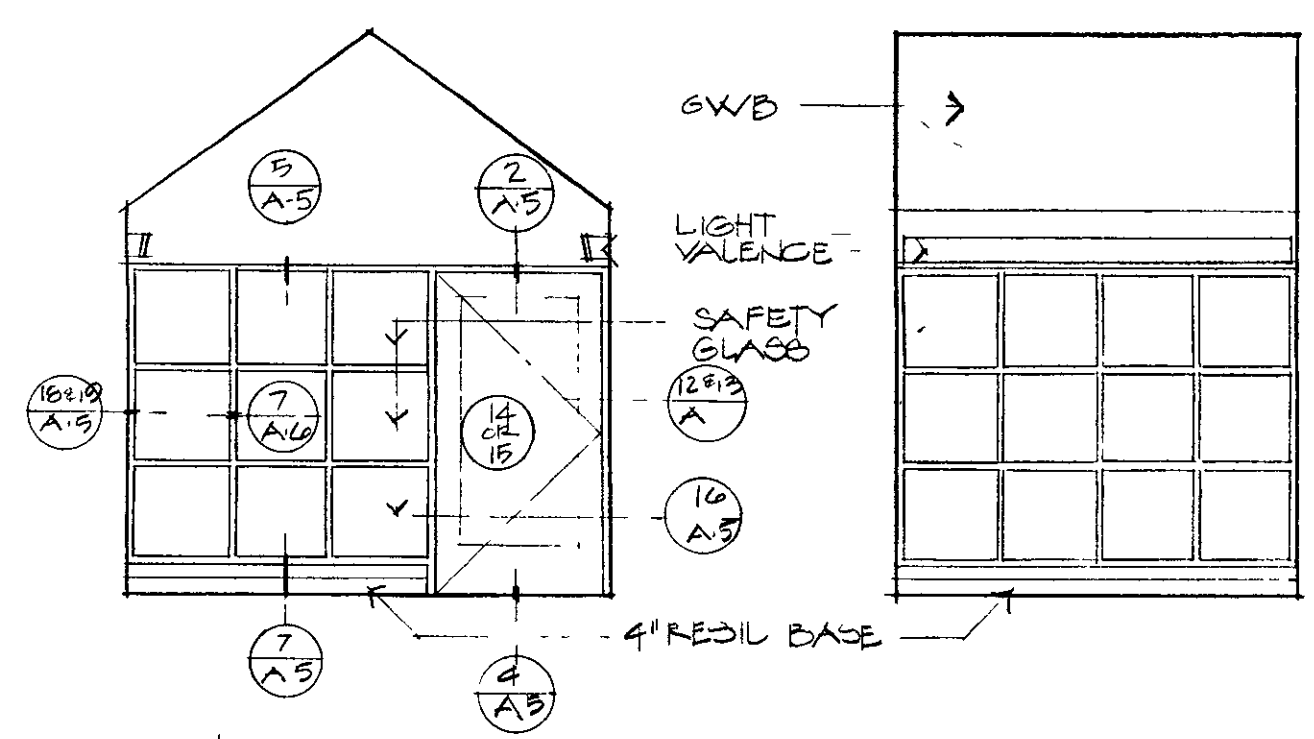 5
A-5
2
A·5
GWB
LIGHT
VALENCE
SAFETY
GLASS
18&19
A·5
7
A·6
14
OR
15
12&13
A
16
A·5
4" RESIL BASE
7
A5
4
A5